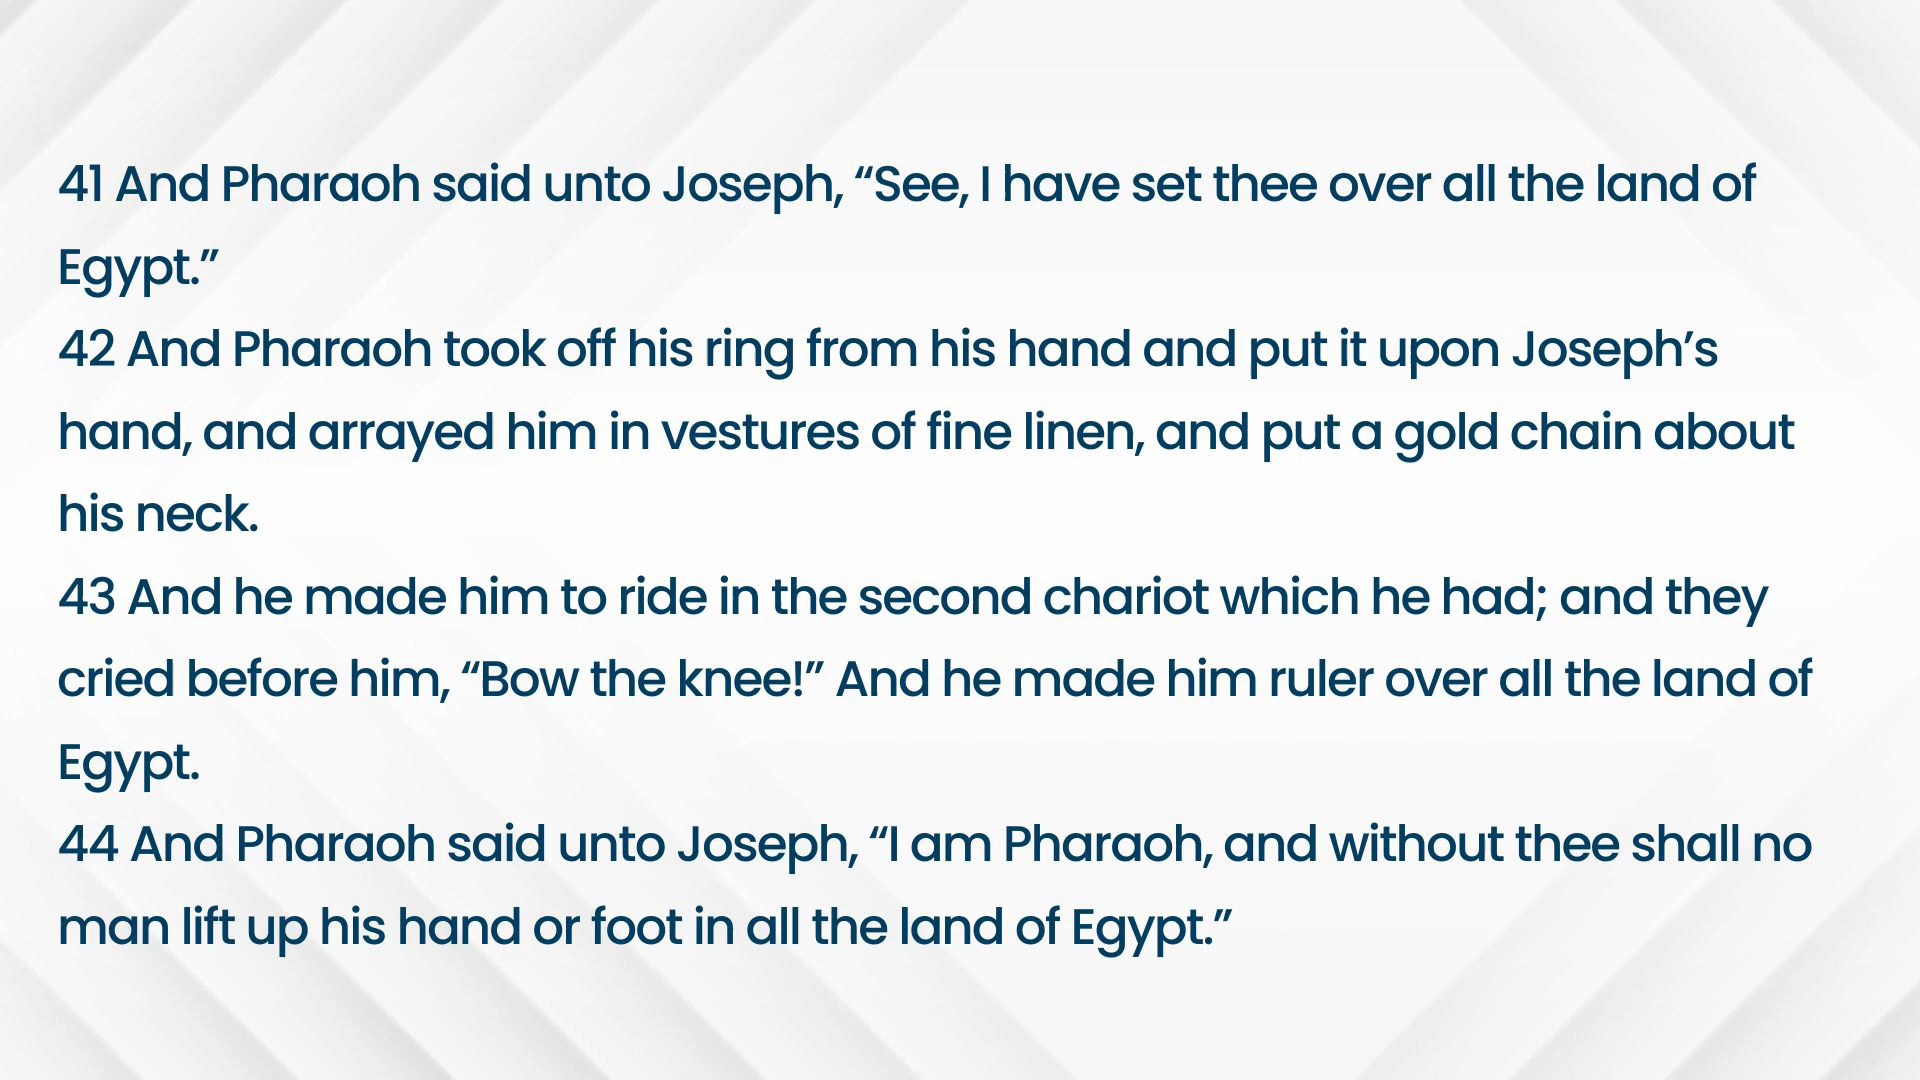 41 And Pharaoh said unto Joseph, “See, I have set thee over all the land of
Egypt.”
42 And Pharaoh took off his ring from his hand and put it upon Joseph’s
hand, and arrayed him in vestures of fine linen, and put a gold chain about
his neck.
43 And he made him to ride in the second chariot which he had; and they
cried before him, “Bow the knee!” And he made him ruler over all the land of
Egypt.
44 And Pharaoh said unto Joseph, “I am Pharaoh, and without thee shall no
man lift up his hand or foot in all the land of Egypt.”